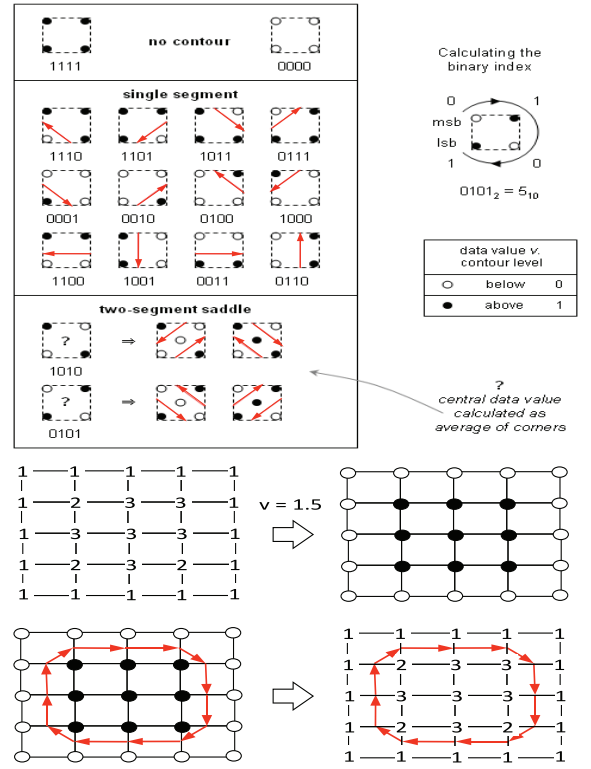 no contour
1111
0000
single segment
1110
1101
1011
0111
0001
0010
0100
1000
1100
1001
0011
0110
two-segment saddle
?
⇒
1010
?
⇒
0101
Calculating the
binary index
0
1
msb
lsb
1
0
0101₂ = 5₁₀
data value v.
contour level
below 0
above 1
?
central data value
calculated as
average of corners
1 1 1 1 1
1 2 3 3 1
1 3 3 3 1
1 2 3 2 1
1 1 1 1 1
v = 1.5
1 1 1 1 1
1 2 3 3 1
1 3 3 3 1
1 2 3 2 1
1 1 1 1 1